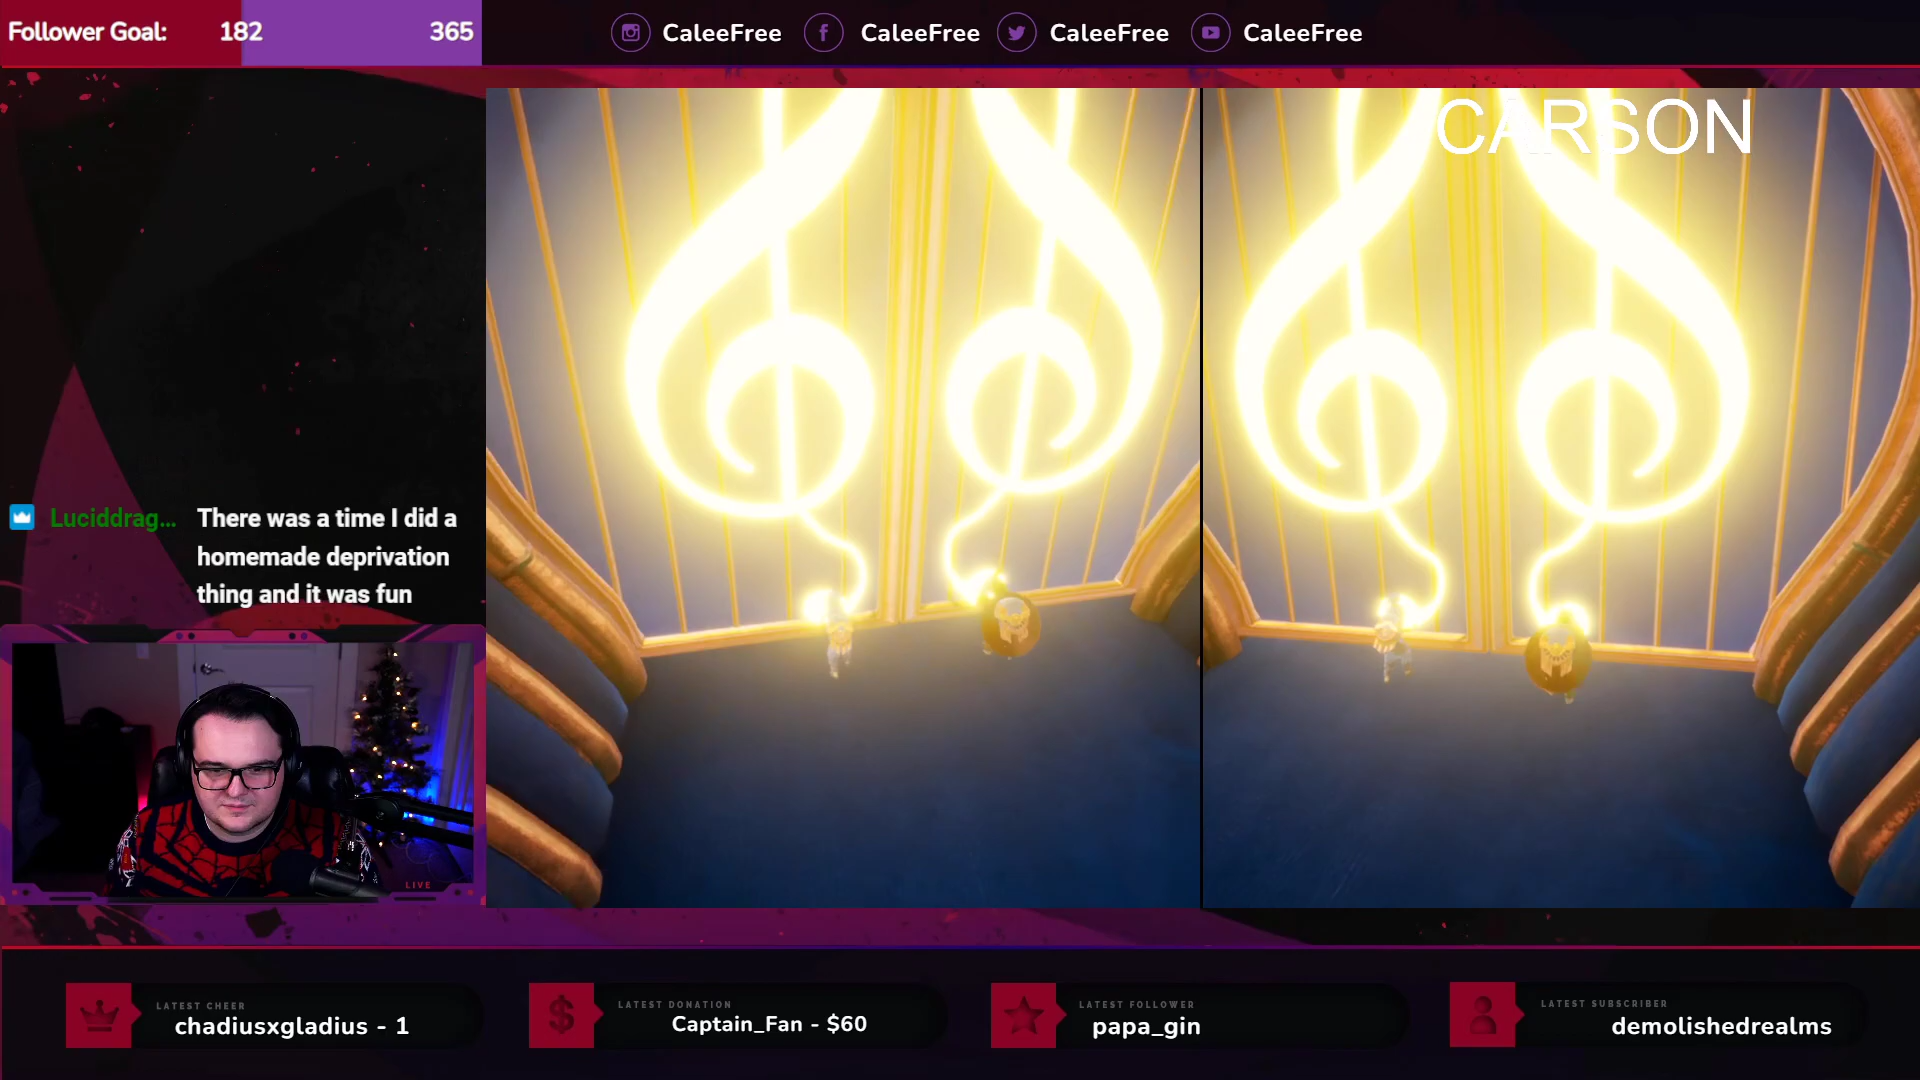 Follower Goal: 182 365
CaleeFree CaleeFree CaleeFree CaleeFree
CARSON
Luciddrag... There was a time I did a
homemade deprivation
thing and it was fun
LIVE
LATEST CHEER
chadiusxgladius - 1
LATEST DONATION
Captain_Fan - $60
LATEST FOLLOWER
papa_gin
LATEST SUBSCRIBER
demolishedrealms